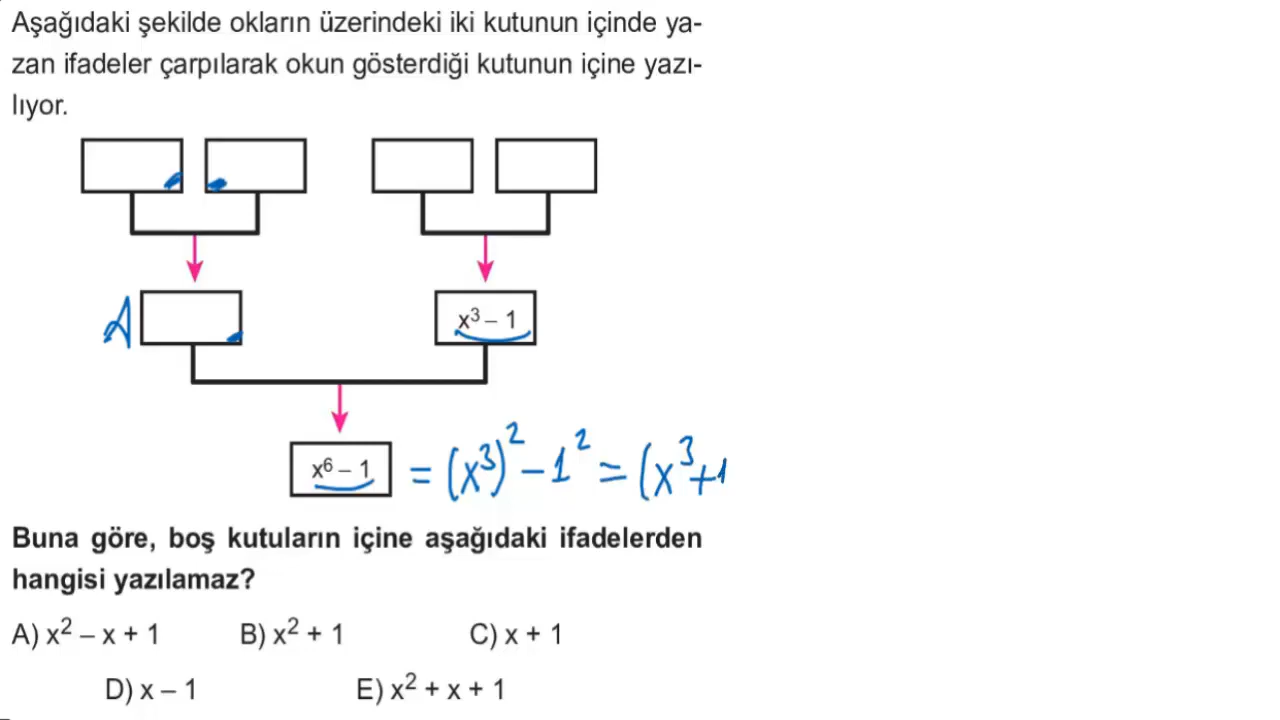 Aşağıdaki şekilde okların üzerindeki iki kutunun içinde ya-
zan ifadeler çarpılarak okun gösterdiği kutunun içine yazı-
lıyor.
A
x³ – 1
x⁶ – 1 = (x³)² – 1² = (x³+1
Buna göre, boş kutuların içine aşağıdaki ifadelerden
hangisi yazılamaz?
A) x² – x + 1 B) x² + 1 C) x + 1
D) x – 1 E) x² + x + 1